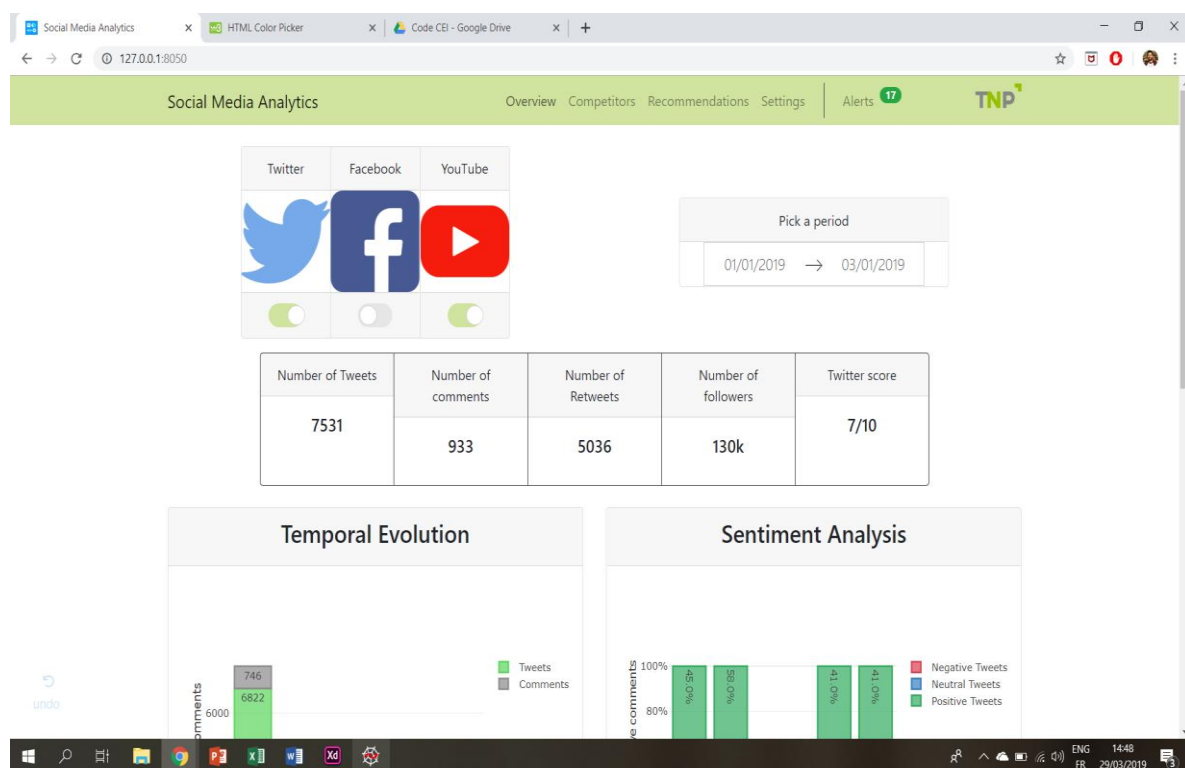 Social Media Analytics
HTML Color Picker
Code CEI - Google Drive
127.0.0.1:8050
Social Media Analytics
Overview Competitors Recommendations Settings Alerts 17 TNP
Twitter Facebook YouTube
Pick a period
01/01/2019 → 03/01/2019
Number of Tweets
7531
Number of
comments
933
Number of
Retweets
5036
Number of
followers
130k
Twitter score
7/10
Temporal Evolution
746
6822
6000
Tweets
Comments
Sentiment Analysis
100%
80%
comments
45.0%
58.0%
41.0%
41.0%
Negative Tweets
Neutral Tweets
Positive Tweets
undo
ENG
FR
14:48
29/03/2019